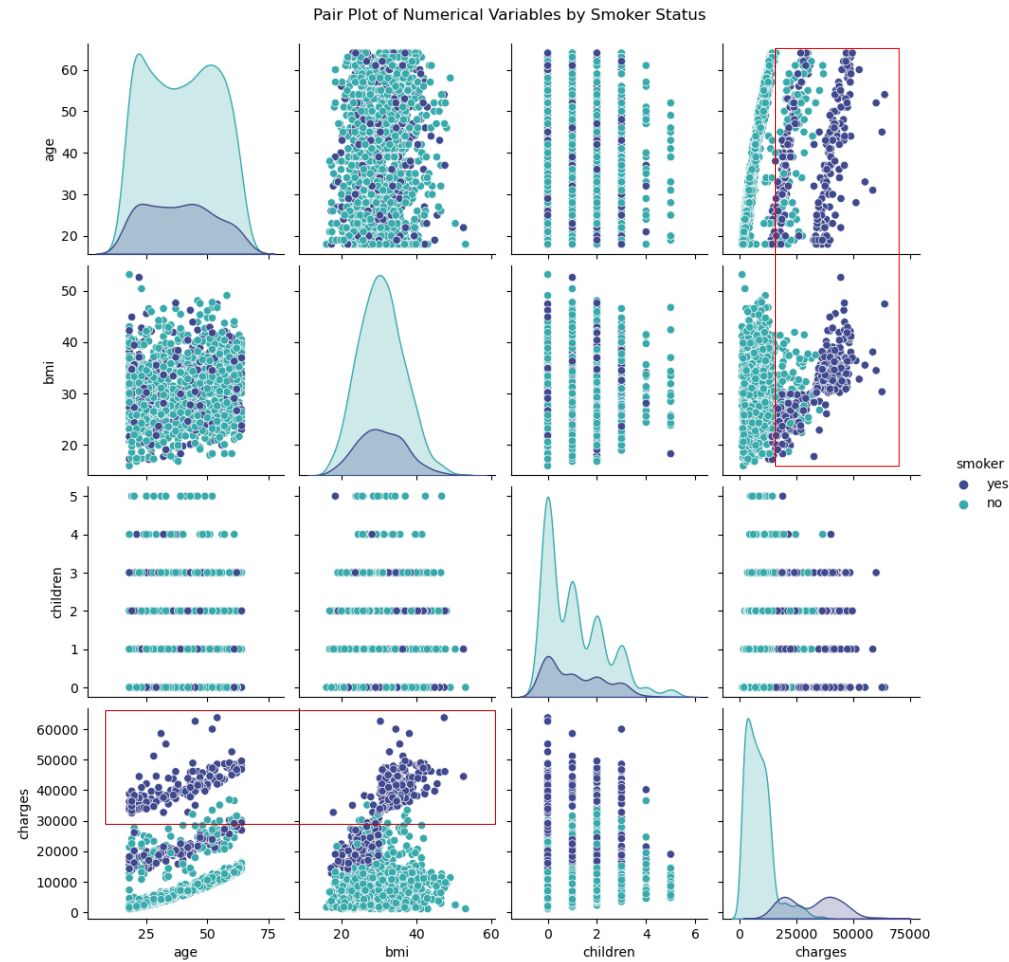 Pair Plot of Numerical Variables by Smoker Status
60
50
40
30
20
age
50
40
30
20
bmi
smoker
yes
no
5
4
3
2
1
0
children
60000
50000
40000
30000
20000
10000
0
charges
25 50 75
20 40 60
0 2 4 6
0 25000 50000 75000
age bmi children charges